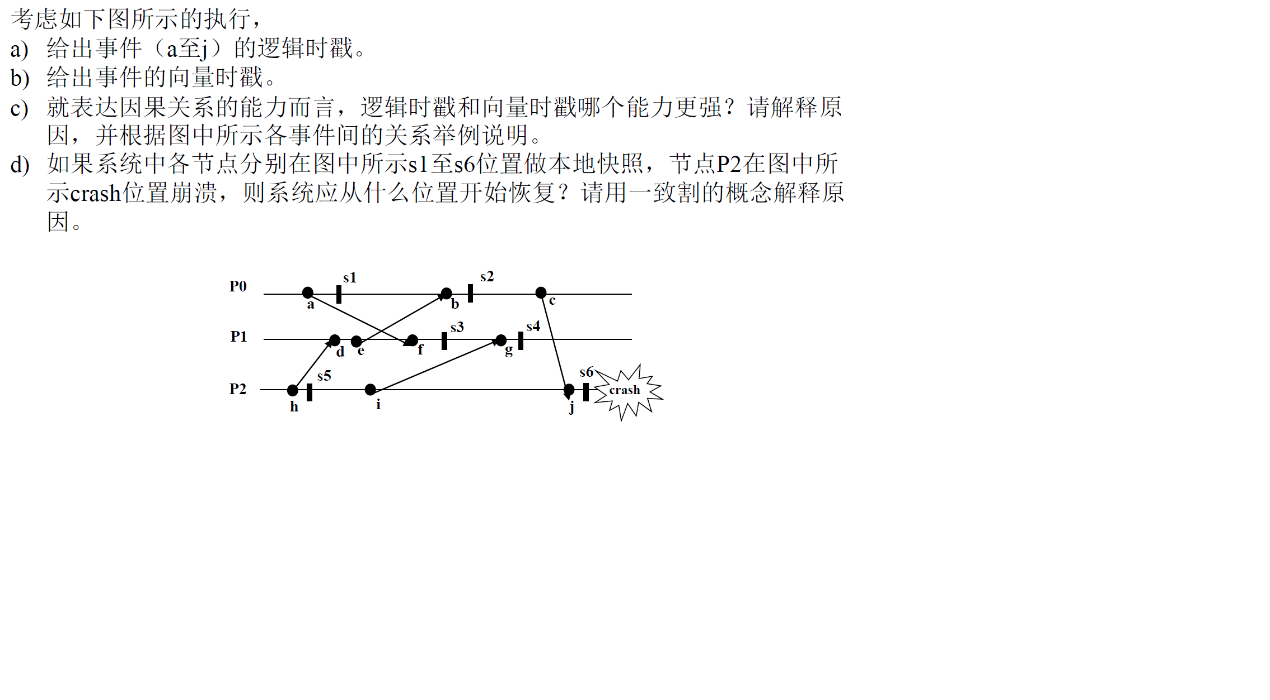 考虑如下图所示的执行，
a) 给出事件（a至j）的逻辑时戳。
b) 给出事件的向量时戳。
c) 就表达因果关系的能力而言，逻辑时戳和向量时戳哪个能力更强？请解释原
因，并根据图中所示各事件间的关系举例说明。
d) 如果系统中各节点分别在图中所示s1至s6位置做本地快照，节点P2在图中所
示crash位置崩溃，则系统应从什么位置开始恢复？请用一致割的概念解释原
因。
s1 s2
P0
a b c
s3 s4
P1
d e f g
s5 s6
P2 crash
h i j